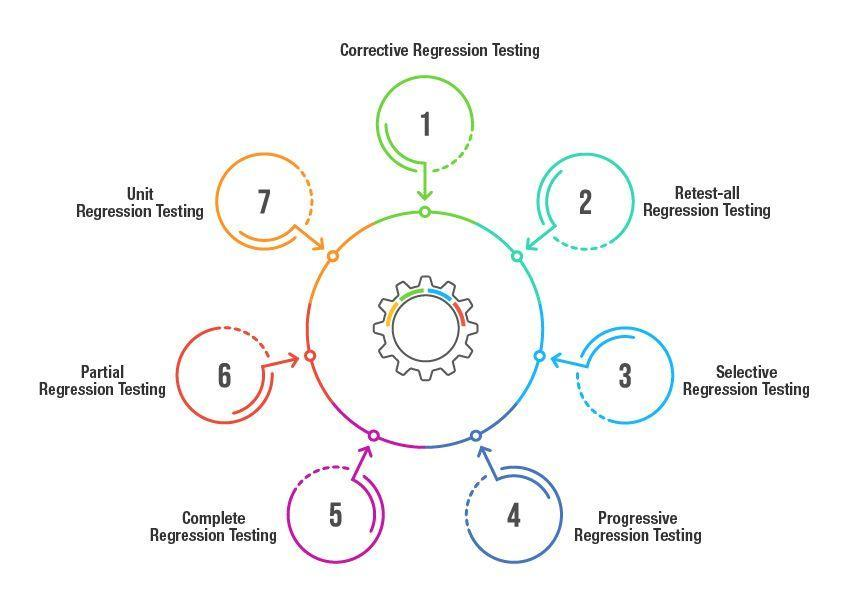 Corrective Regression Testing
1
2
Retest-all
Regression Testing
3
Selective
Regression Testing
4
Progressive
Regression Testing
5
Complete
Regression Testing
6
Partial
Regression Testing
7
Unit
Regression Testing